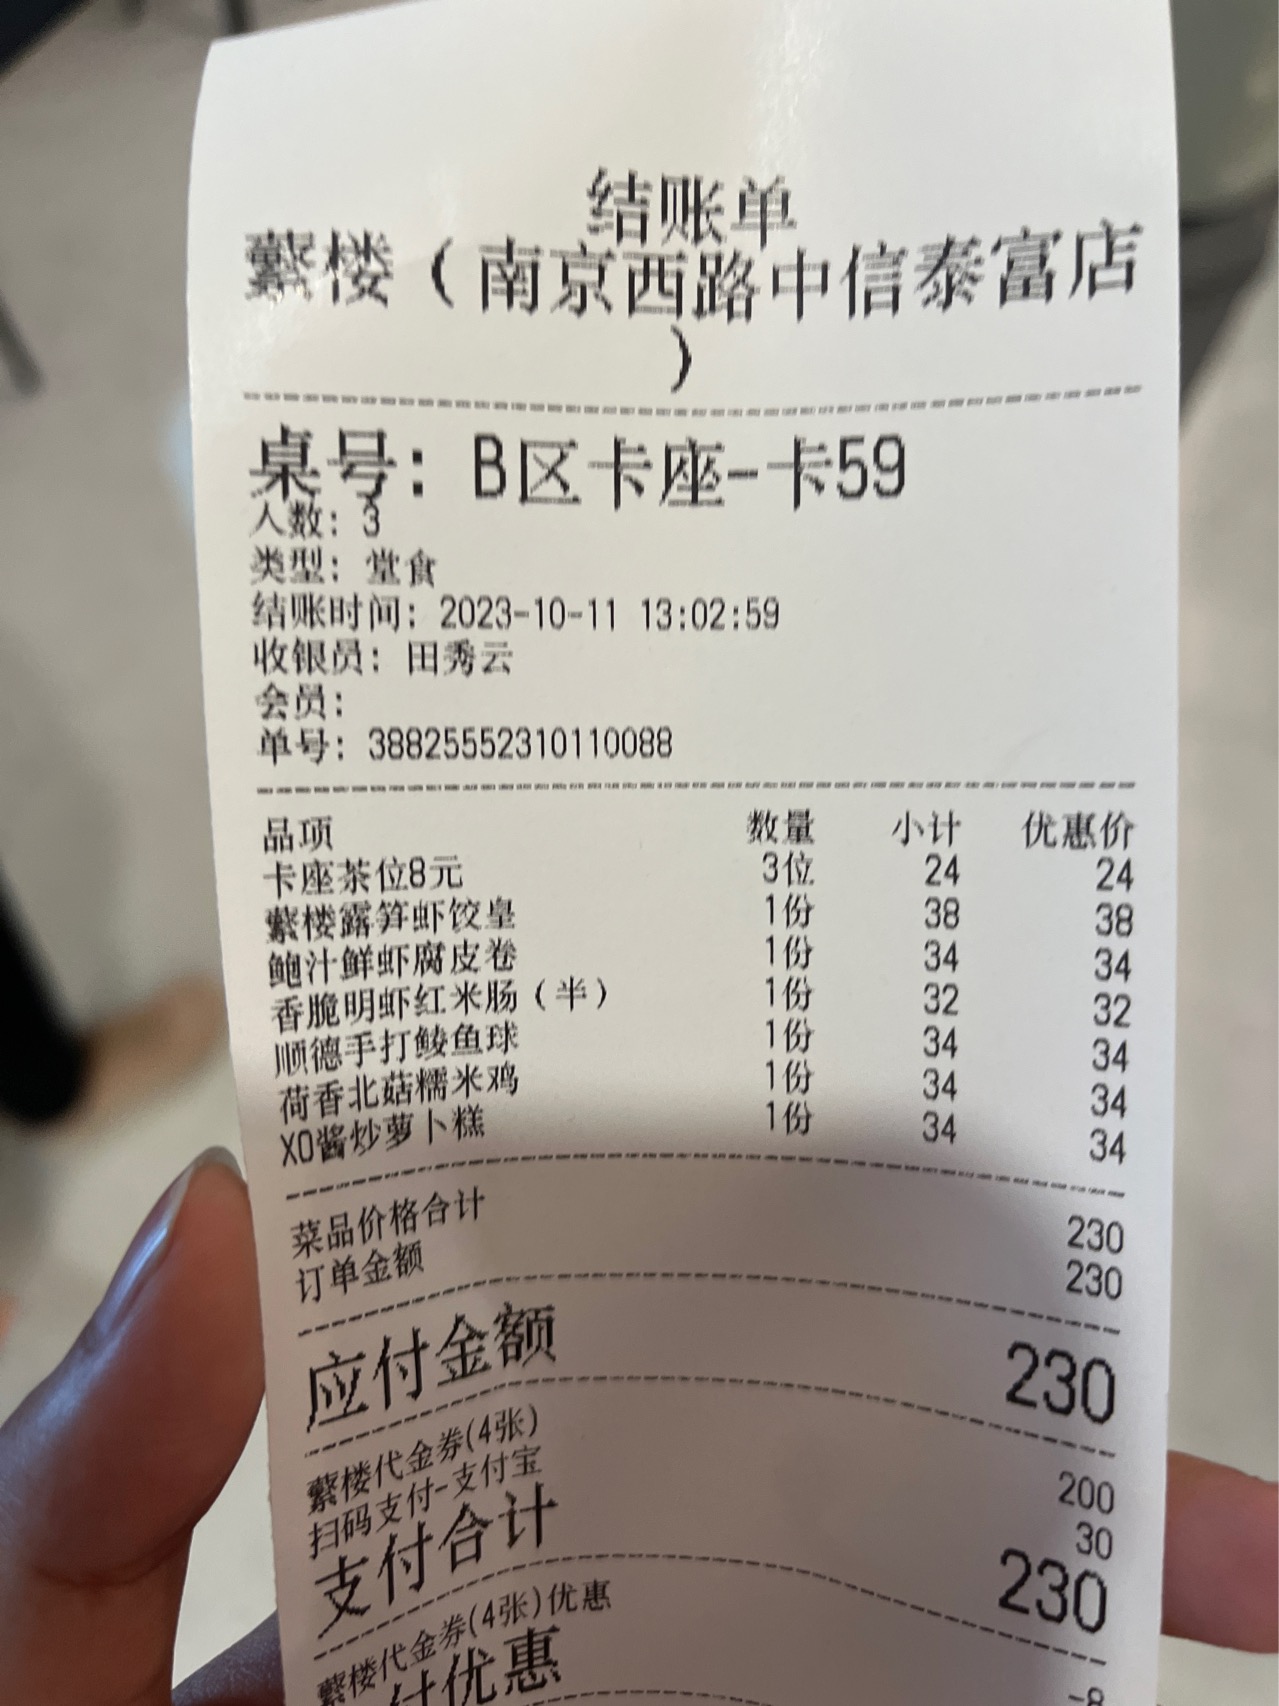 结账单
蘩楼（南京西路中信泰富店
）
桌号：B区卡座-卡59
人数：3
类型：堂食
结账时间：2023-10-11 13:02:59
收银员：田秀云
会员：
单号：38825552310110088
品项 数量 小计 优惠价
卡座茶位8元 3位 24 24
蘩楼露笋虾饺皇 1份 38 38
鲍汁鲜虾腐皮卷 1份 34 34
香脆明虾红米肠（半） 1份 32 32
顺德手打鲮鱼球 1份 34 34
荷香北菇糯米鸡 1份 34 34
XO酱炒萝卜糕 1份 34 34
菜品价格合计 230
订单金额 230
应付金额 230
蘩楼代金券(4张) 200
扫码支付-支付宝 30
支付合计 230
蘩楼代金券(4张)优惠 -8
付优惠